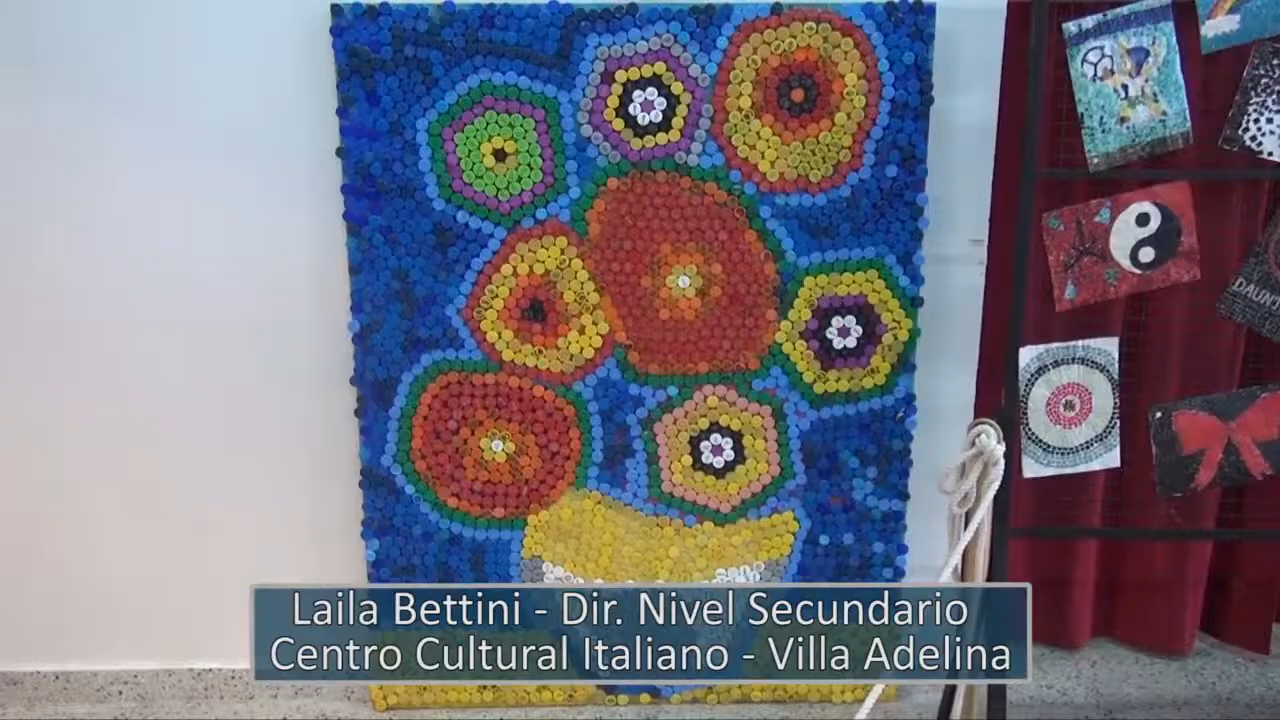 Laila Bettini - Dir. Nivel Secundario
Centro Cultural Italiano - Villa Adelina